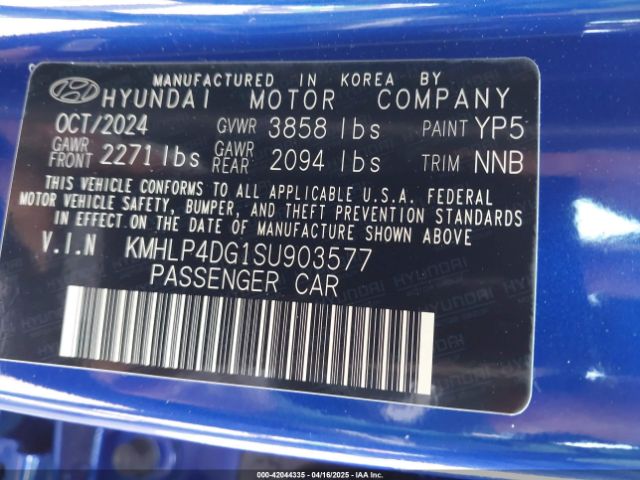 MANUFACTURED IN KOREA BY
HYUNDAI MOTOR COMPANY
OCT/2024 GVWR 3858 lbs PAINT YP5
GAWR FRONT 2271 lbs GAWR REAR 2094 lbs TRIM NNB
THIS VEHICLE CONFORMS TO ALL APPLICABLE U.S.A. FEDERAL
MOTOR VEHICLE SAFETY, BUMPER, AND THEFT PREVENTION STANDARDS
IN EFFECT ON THE DATE OF MANUFACTURE SHOWN ABOVE
V.I.N KMHLP4DG1SU903577
PASSENGER CAR
000-42044335 - 04/16/2025 - IAA Inc.